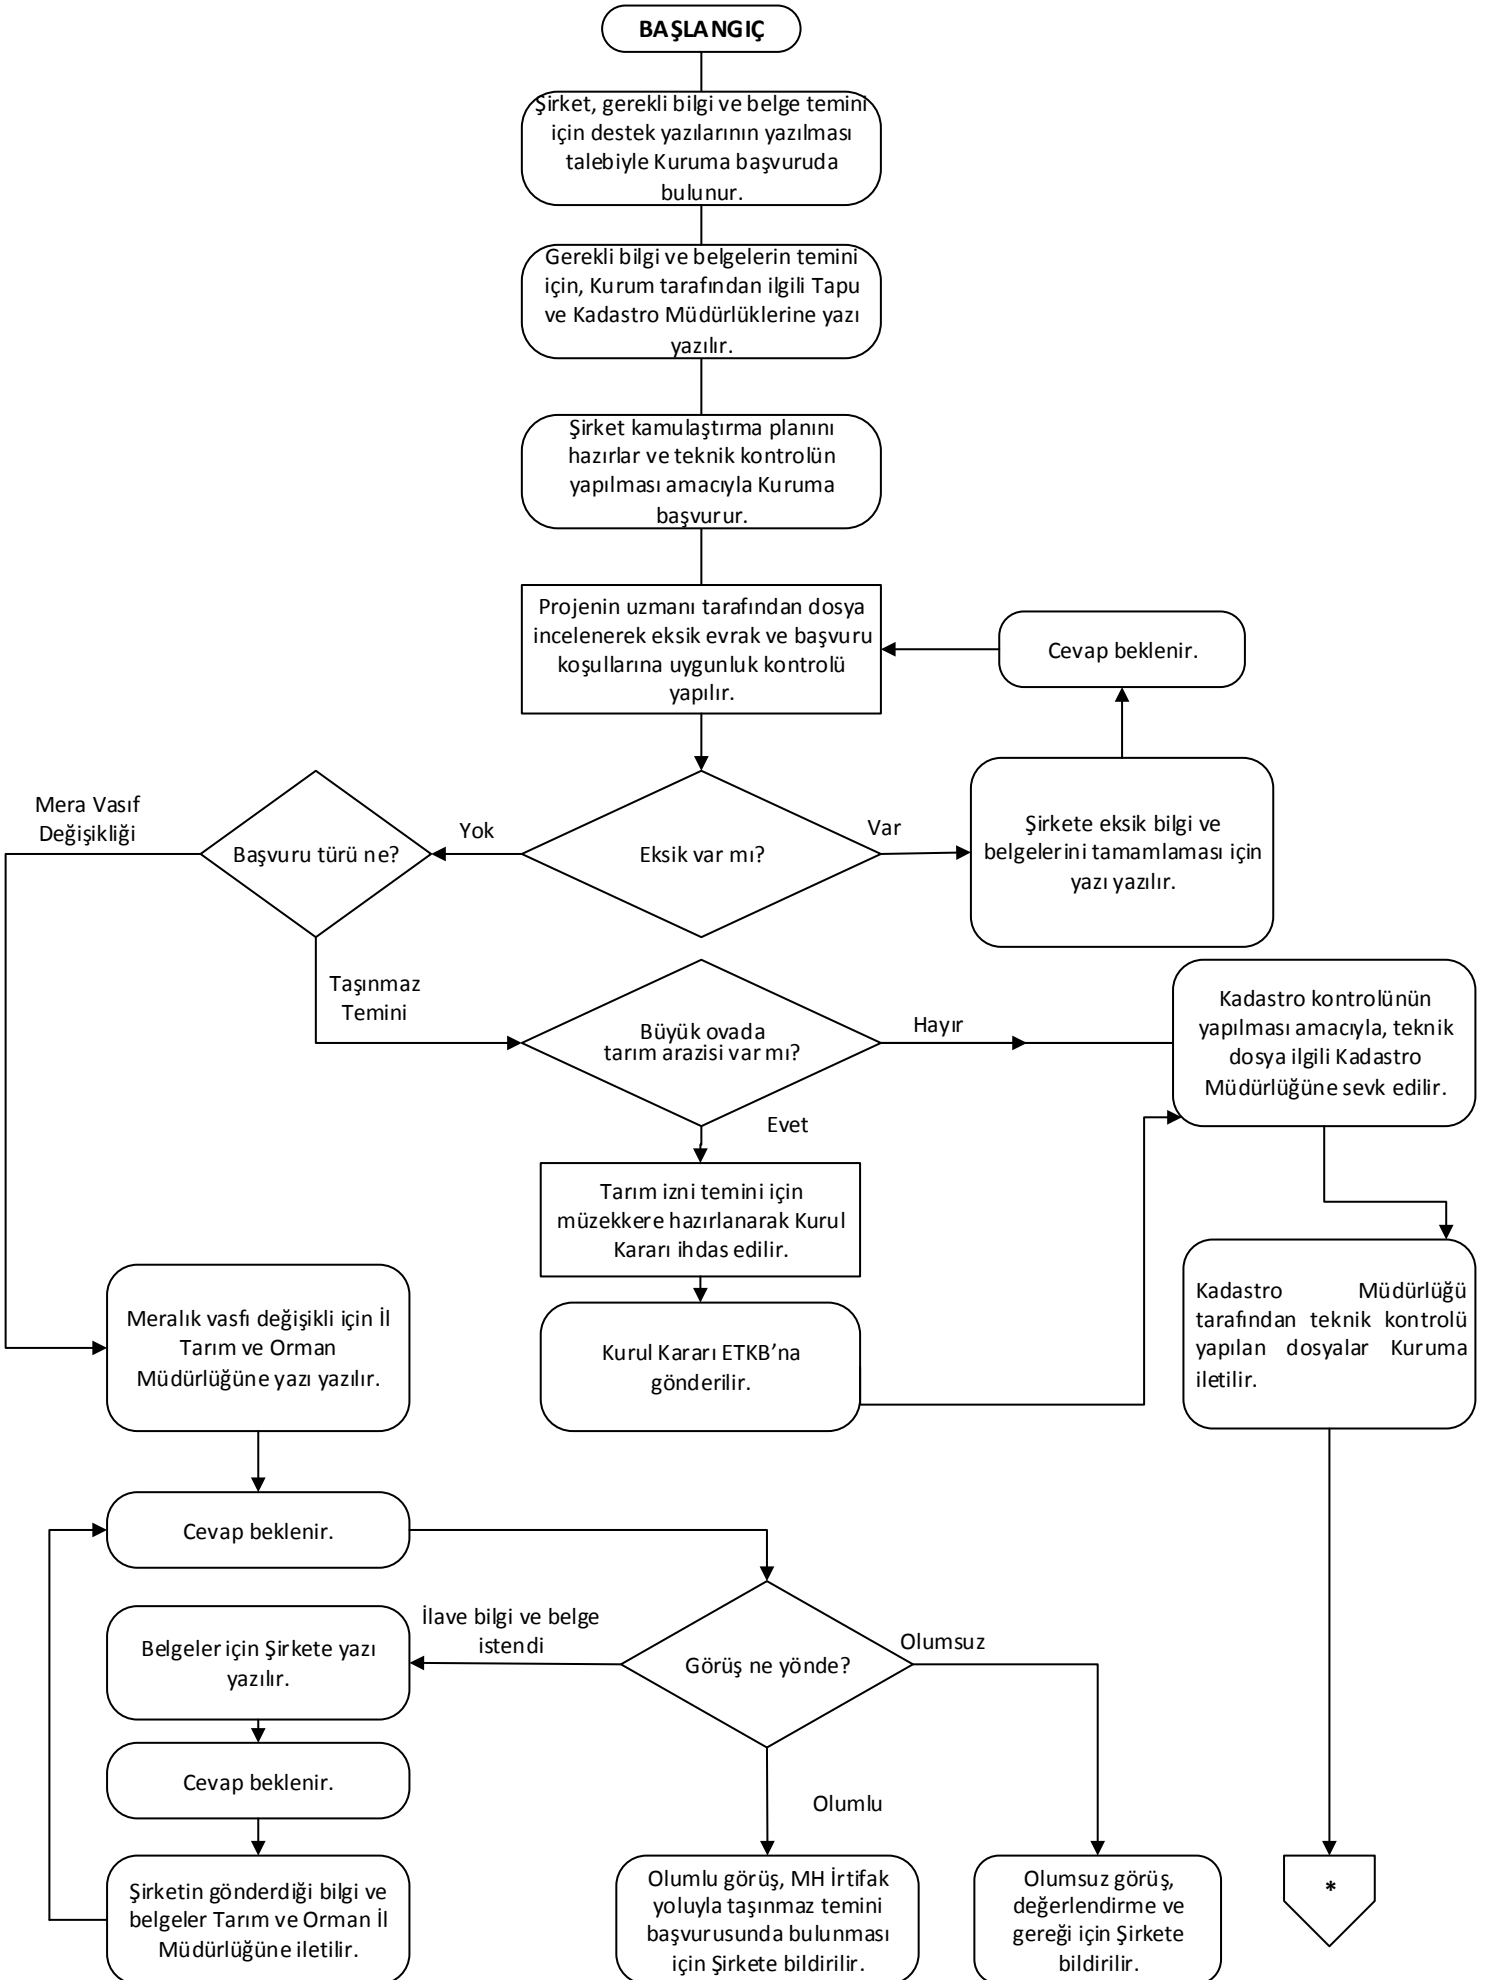 BAŞLANGIÇ
Şirket, gerekli bilgi ve belge temini
için destek yazılarının yazılması
talebiyle Kuruma başvuruda
bulunur.
Gerekli bilgi ve belgelerin temini
için, Kurum tarafından ilgili Tapu
ve Kadastro Müdürlüklerine yazı
yazılır.
Şirket kamulaştırma planını
hazırlar ve teknik kontrolün
yapılması amacıyla Kuruma
başvurur.
Projenin uzmanı tarafından dosya
incelenerek eksik evrak ve başvuru
koşullarına uygunluk kontrolü
yapılır.
Cevap beklenir.
Mera Vasıf
Değişikliği
Başvuru türü ne?
Yok
Eksik var mı?
Var
Şirkete eksik bilgi ve
belgelerini tamamlaması için
yazı yazılır.
Taşınmaz
Temini
Büyük ovada
tarım arazisi var mı?
Hayır
Kadastro kontrolünün
yapılması amacıyla, teknik
dosya ilgili Kadastro
Müdürlüğüne sevk edilir.
Evet
Tarım izni temini için
müzekkere hazırlanarak Kurul
Kararı ihdas edilir.
Kadastro Müdürlüğü
tarafından teknik kontrolü
yapılan dosyalar Kuruma
iletilir.
Meralık vasfı değişikli için İl
Tarım ve Orman
Müdürlüğüne yazı yazılır.
Kurul Kararı ETKB’na
gönderilir.
Cevap beklenir.
İlave bilgi ve belge
istendi
Belgeler için Şirkete yazı
yazılır.
Görüş ne yönde?
Olumsuz
Cevap beklenir.
Olumlu
Şirketin gönderdiği bilgi ve
belgeler Tarım ve Orman İl
Müdürlüğüne iletilir.
Olumlu görüş, MH İrtifak
yoluyla taşınmaz temini
başvurusunda bulunması
için Şirkete bildirilir.
Olumsuz görüş,
değerlendirme ve
gereği için Şirkete
bildirilir.
*